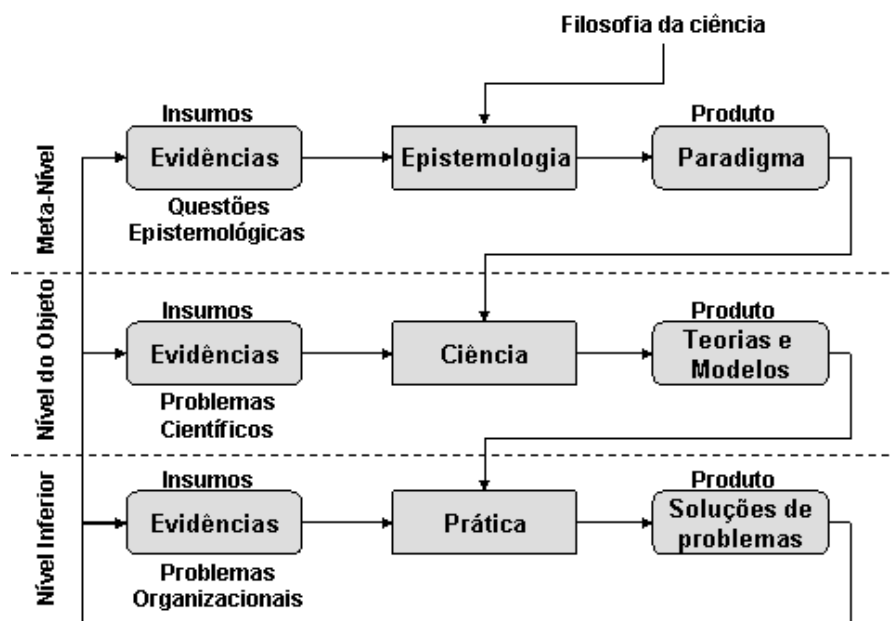 Filosofia da ciência
Meta-Nível
Insumos
Evidências
Questões
Epistemológicas
Epistemologia
Produto
Paradigma
Nível do Objeto
Insumos
Evidências
Problemas
Científicos
Ciência
Produto
Teorias e
Modelos
Nível Inferior
Insumos
Evidências
Problemas
Organizacionais
Prática
Produto
Soluções de
problemas